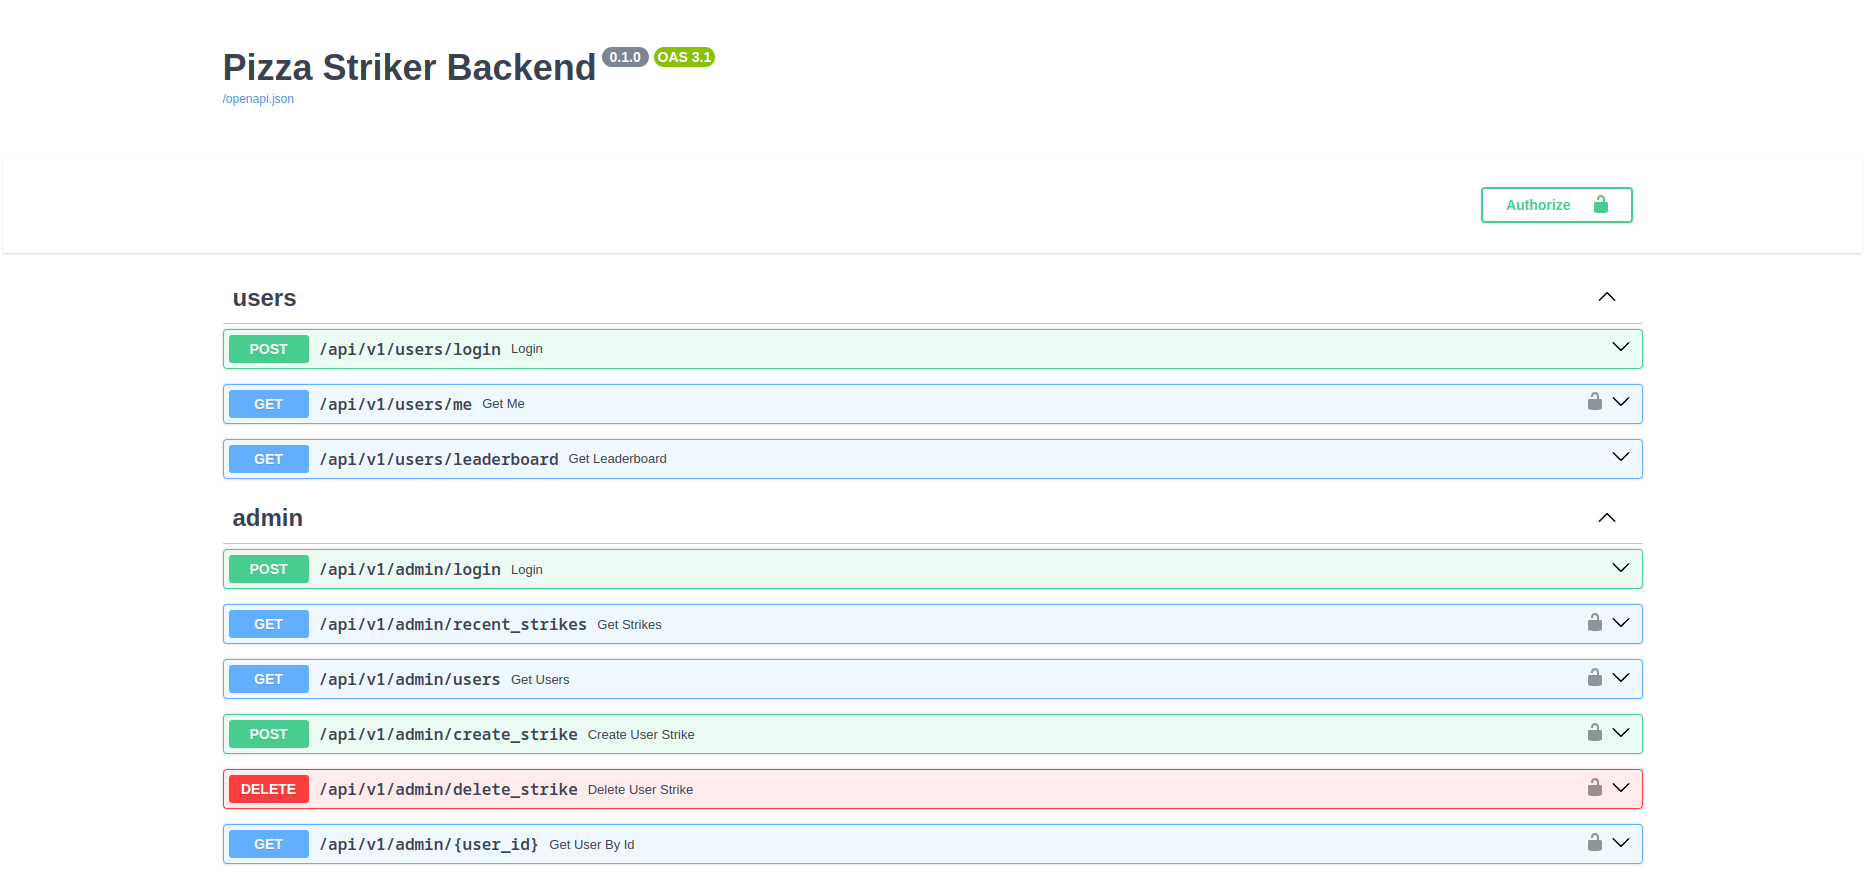 Pizza Striker Backend 0.1.0 OAS 3.1
/openapi.json
Authorize
users
POST /api/v1/users/login Login
GET /api/v1/users/me Get Me
GET /api/v1/users/leaderboard Get Leaderboard
admin
POST /api/v1/admin/login Login
GET /api/v1/admin/recent_strikes Get Strikes
GET /api/v1/admin/users Get Users
POST /api/v1/admin/create_strike Create User Strike
DELETE /api/v1/admin/delete_strike Delete User Strike
GET /api/v1/admin/{user_id} Get User By Id